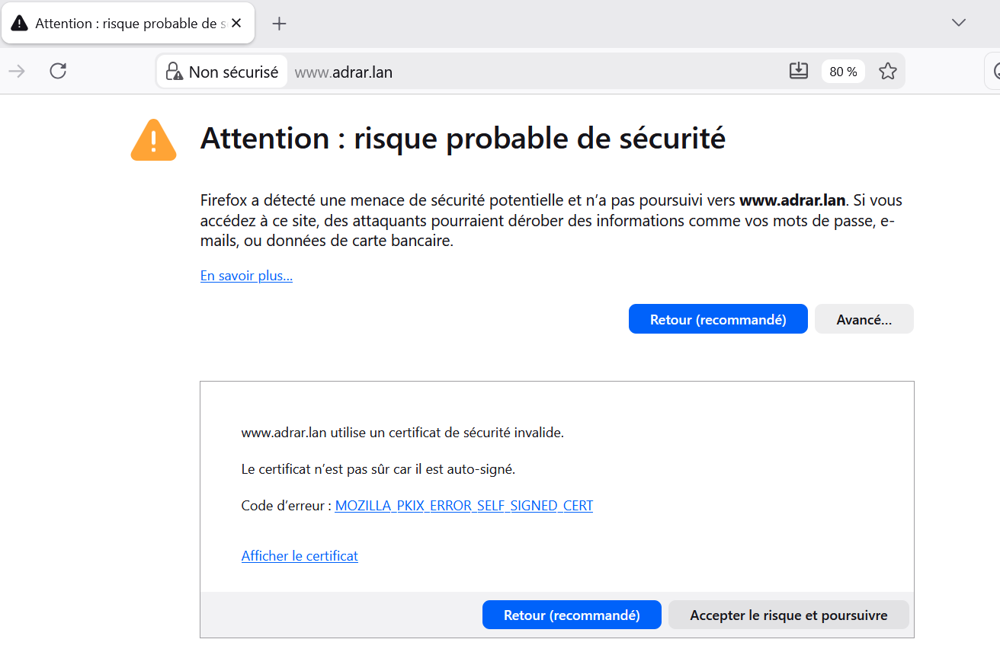 Attention : risque probable de s
Non sécurisé
www.adrar.lan
80 %
Attention : risque probable de sécurité
Firefox a détecté une menace de sécurité potentielle et n’a pas poursuivi vers www.adrar.lan. Si vous
accédez à ce site, des attaquants pourraient dérober des informations comme vos mots de passe, e-
mails, ou données de carte bancaire.
En savoir plus…
Retour (recommandé)
Avancé…
www.adrar.lan utilise un certificat de sécurité invalide.
Le certificat n’est pas sûr car il est auto-signé.
Code d’erreur : MOZILLA_PKIX_ERROR_SELF_SIGNED_CERT
Afficher le certificat
Retour (recommandé)
Accepter le risque et poursuivre